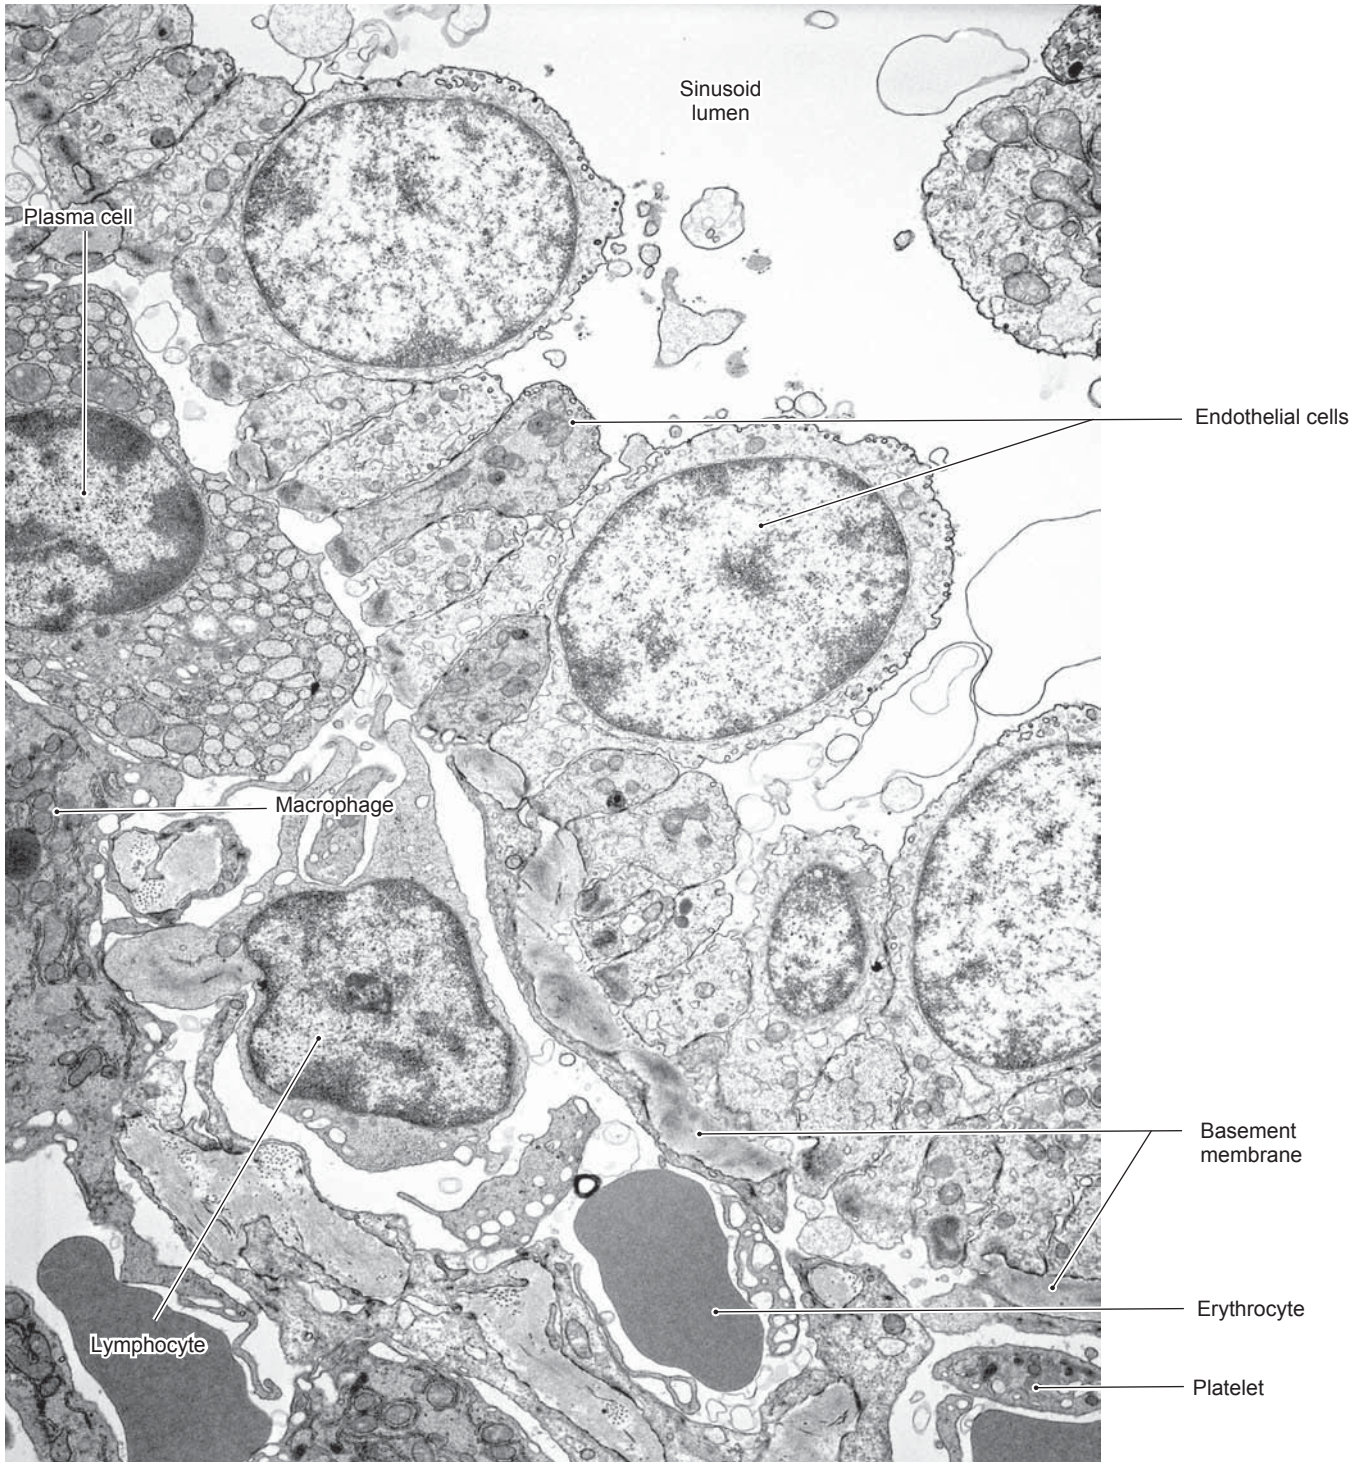 Sinusoid
lumen
Plasma cell
Endothelial cells
Macrophage
Basement
membrane
Erythrocyte
Lymphocyte
Platelet